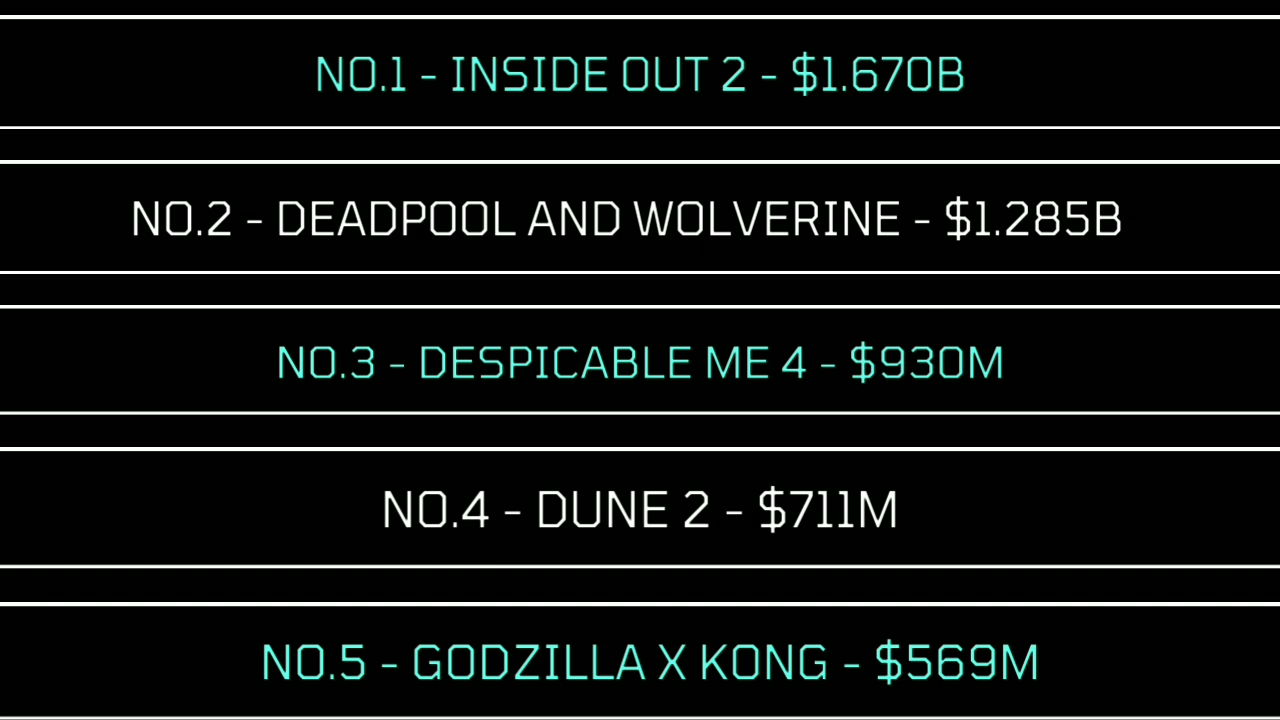 NO.1 - INSIDE OUT 2 - $1.670B
NO.2 - DEADPOOL AND WOLVERINE - $1.285B
NO.3 - DESPICABLE ME 4 - $930M
NO.4 - DUNE 2 - $711M
NO.5 - GODZILLA X KONG - $569M